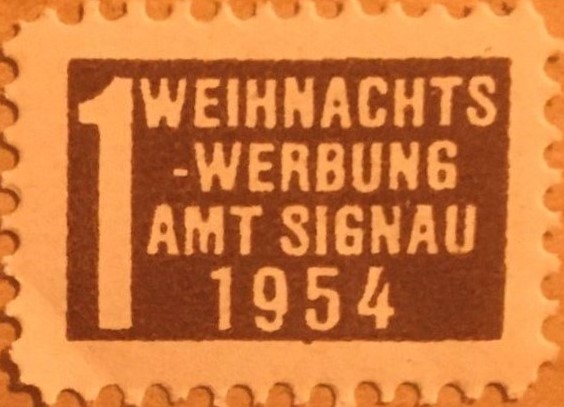 1 WEIHNACHTS
-WERBUNG
AMT SIGNAU
1954